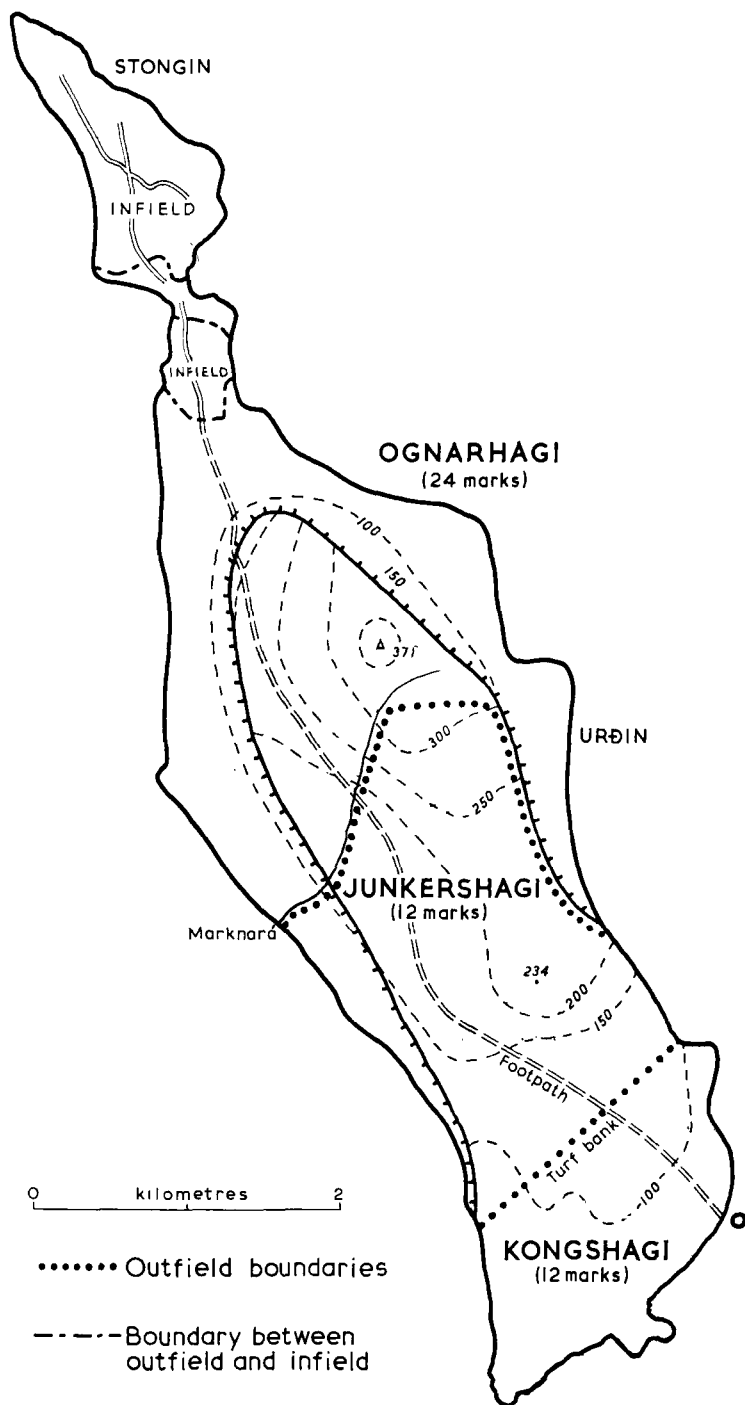 STONGIN
INFIELD
INFIELD
OGNARHAGI
(24 marks)
100
150
371
300
URÐIN
250
JUNKERSHAGI
(12 marks)
Marknará
234
200
150
Footpath
Turf bank
100
0 kilometres 2
KONGSHAGI
(12 marks)
Outfield boundaries
Boundary between
outfield and infield